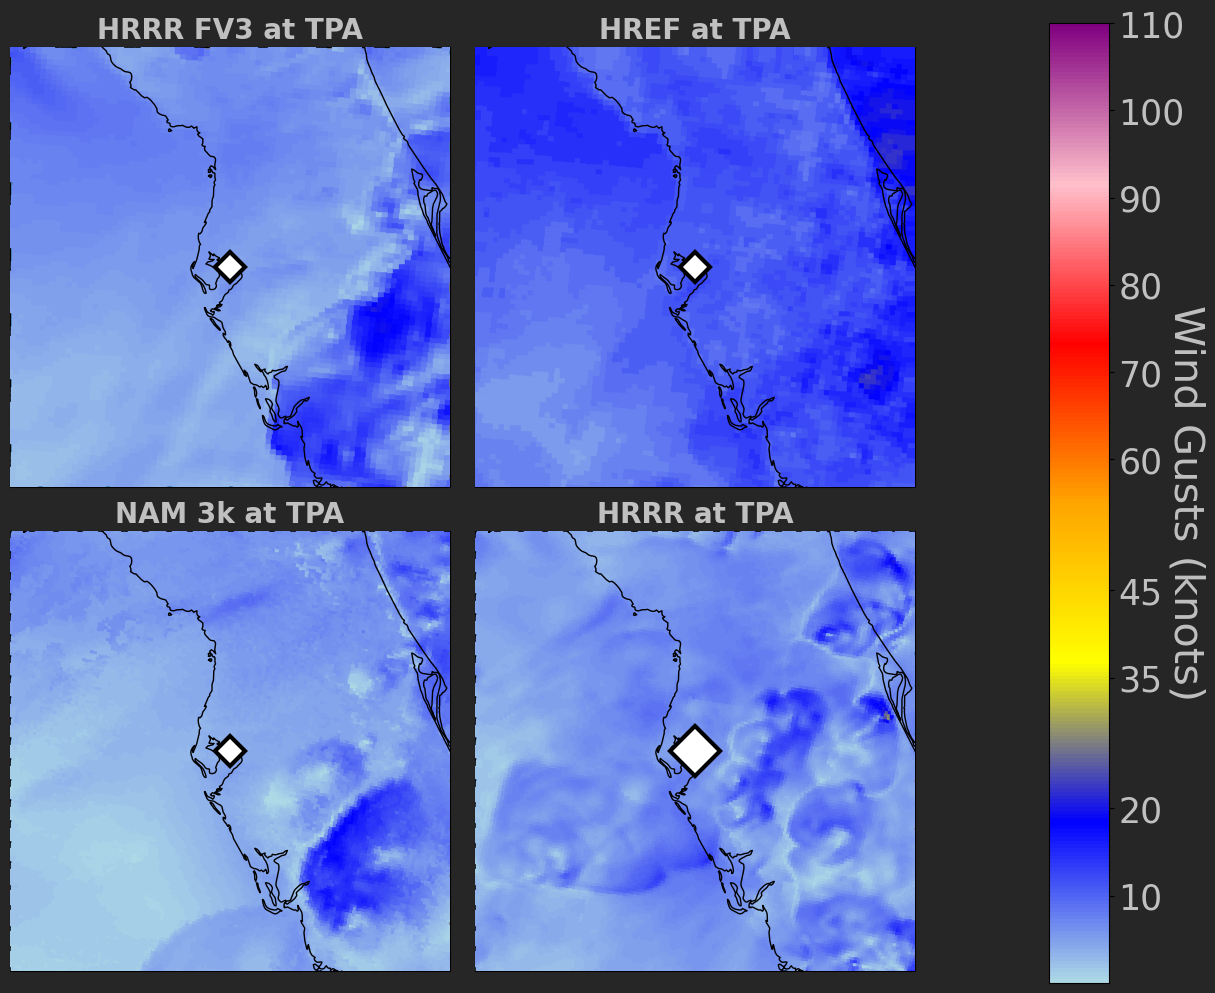 HRRR FV3 at TPA
HREF at TPA
NAM 3k at TPA
HRRR at TPA
110
100
90
80
70
60
45
35
20
10
Wind Gusts (knots)